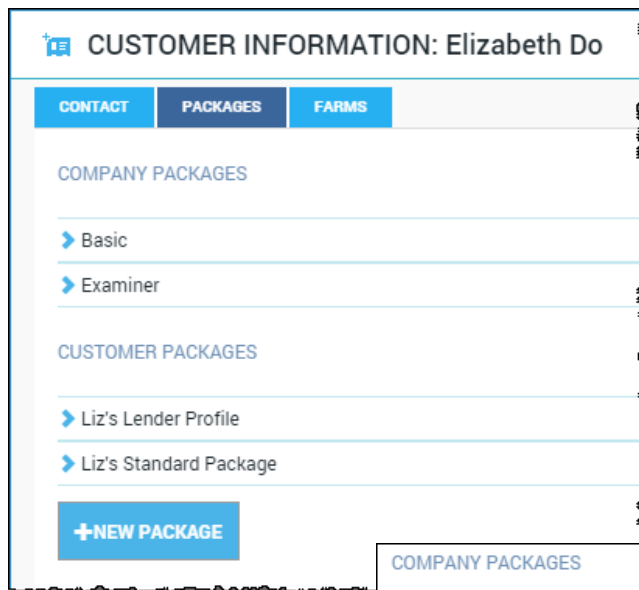 CUSTOMER INFORMATION: Elizabeth Do
CONTACT PACKAGES FARMS
COMPANY PACKAGES
Basic
Examiner
CUSTOMER PACKAGES
Liz's Lender Profile
Liz's Standard Package
+NEW PACKAGE
COMPANY PACKAGES